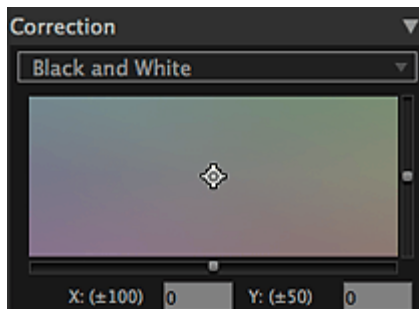 Correction
Black and White
X: (±100) 0 Y: (±50) 0